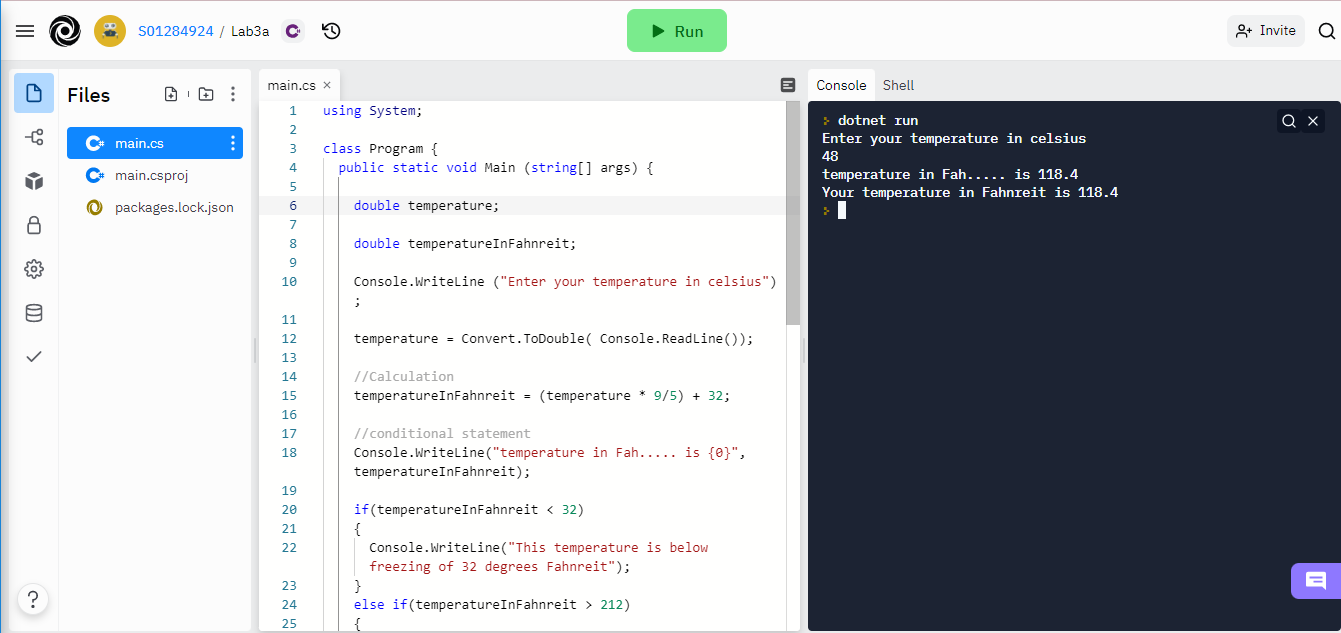 S01284924 / Lab3a
Run
Invite
Files
main.cs
main.csproj
packages.lock.json
main.cs ×
1 using System;
2
3 class Program {
4 public static void Main (string[] args) {
5
6 double temperature;
7
8 double temperatureInFahnreit;
9
10 Console.WriteLine ("Enter your temperature in celsius")
;
11
12 temperature = Convert.ToDouble( Console.ReadLine());
13
14 //Calculation
15 temperatureInFahnreit = (temperature * 9/5) + 32;
16
17 //conditional statement
18 Console.WriteLine("temperature in Fah..... is {0}",
temperatureInFahnreit);
19
20 if(temperatureInFahnreit < 32)
21 {
22 Console.WriteLine("This temperature is below
freezing of 32 degrees Fahnreit");
23 }
24 else if(temperatureInFahnreit > 212)
25 {
Console Shell
dotnet run
Enter your temperature in celsius
48
temperature in Fah..... is 118.4
Your temperature in Fahnreit is 118.4
?